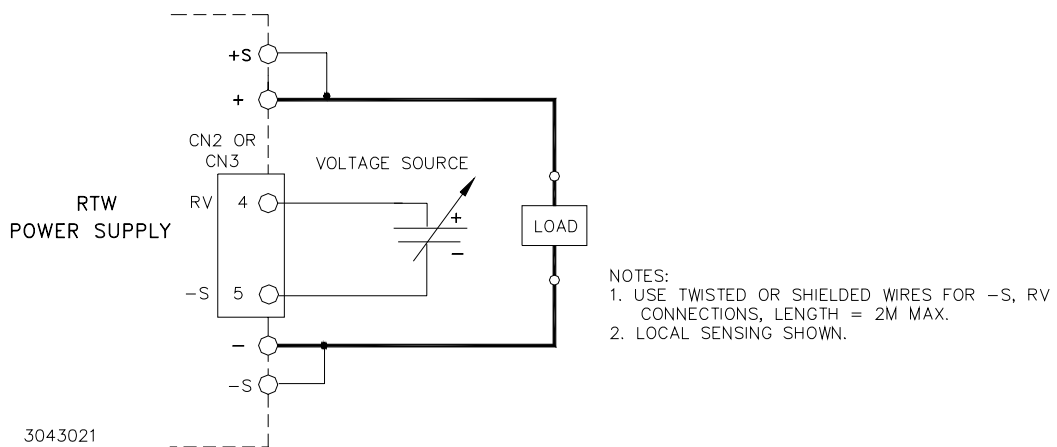 +S
+
CN2 OR
CN3
VOLTAGE SOURCE
RTW
POWER SUPPLY
RV 4
+
−
LOAD
−S 5
NOTES:
1. USE TWISTED OR SHIELDED WIRES FOR −S, RV
CONNECTIONS, LENGTH = 2M MAX.
2. LOCAL SENSING SHOWN.
−
−S
3043021